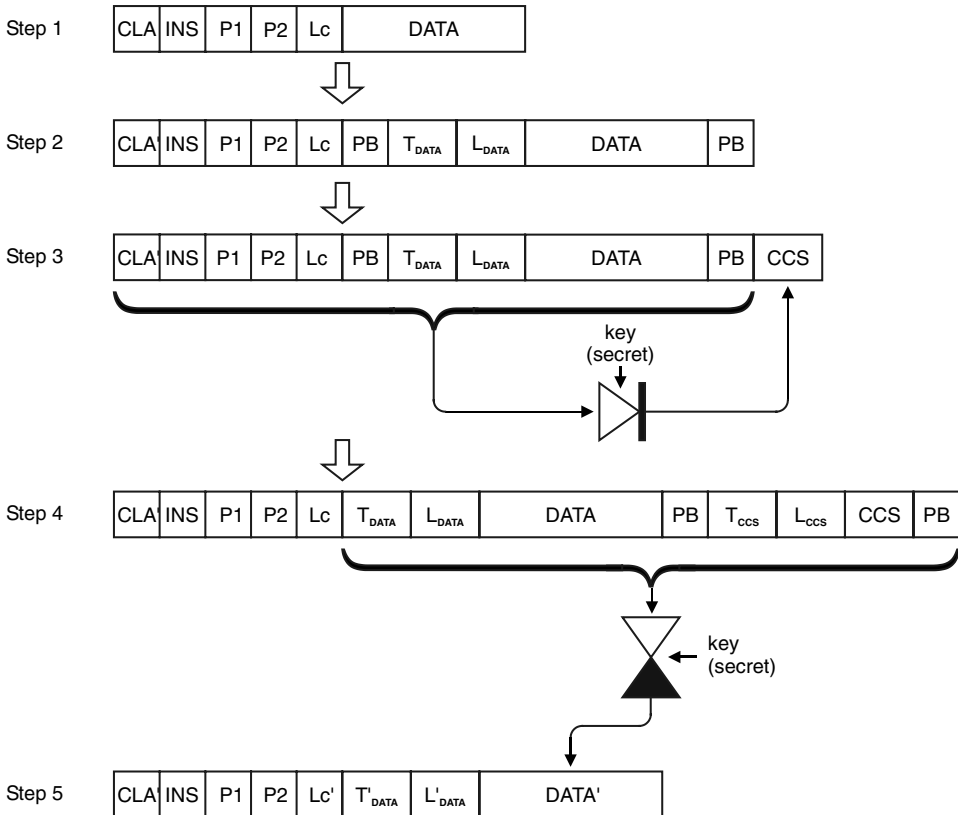 Step 1 CLA INS P1 P2 Lc DATA
Step 2 CLA' INS P1 P2 Lc PB T_DATA L_DATA DATA PB
Step 3 CLA' INS P1 P2 Lc PB T_DATA L_DATA DATA PB CCS
key
(secret)
Step 4 CLA' INS P1 P2 Lc T_DATA L_DATA DATA PB T_CCS L_CCS CCS PB
key
(secret)
Step 5 CLA' INS P1 P2 Lc' T'_DATA L'_DATA DATA'